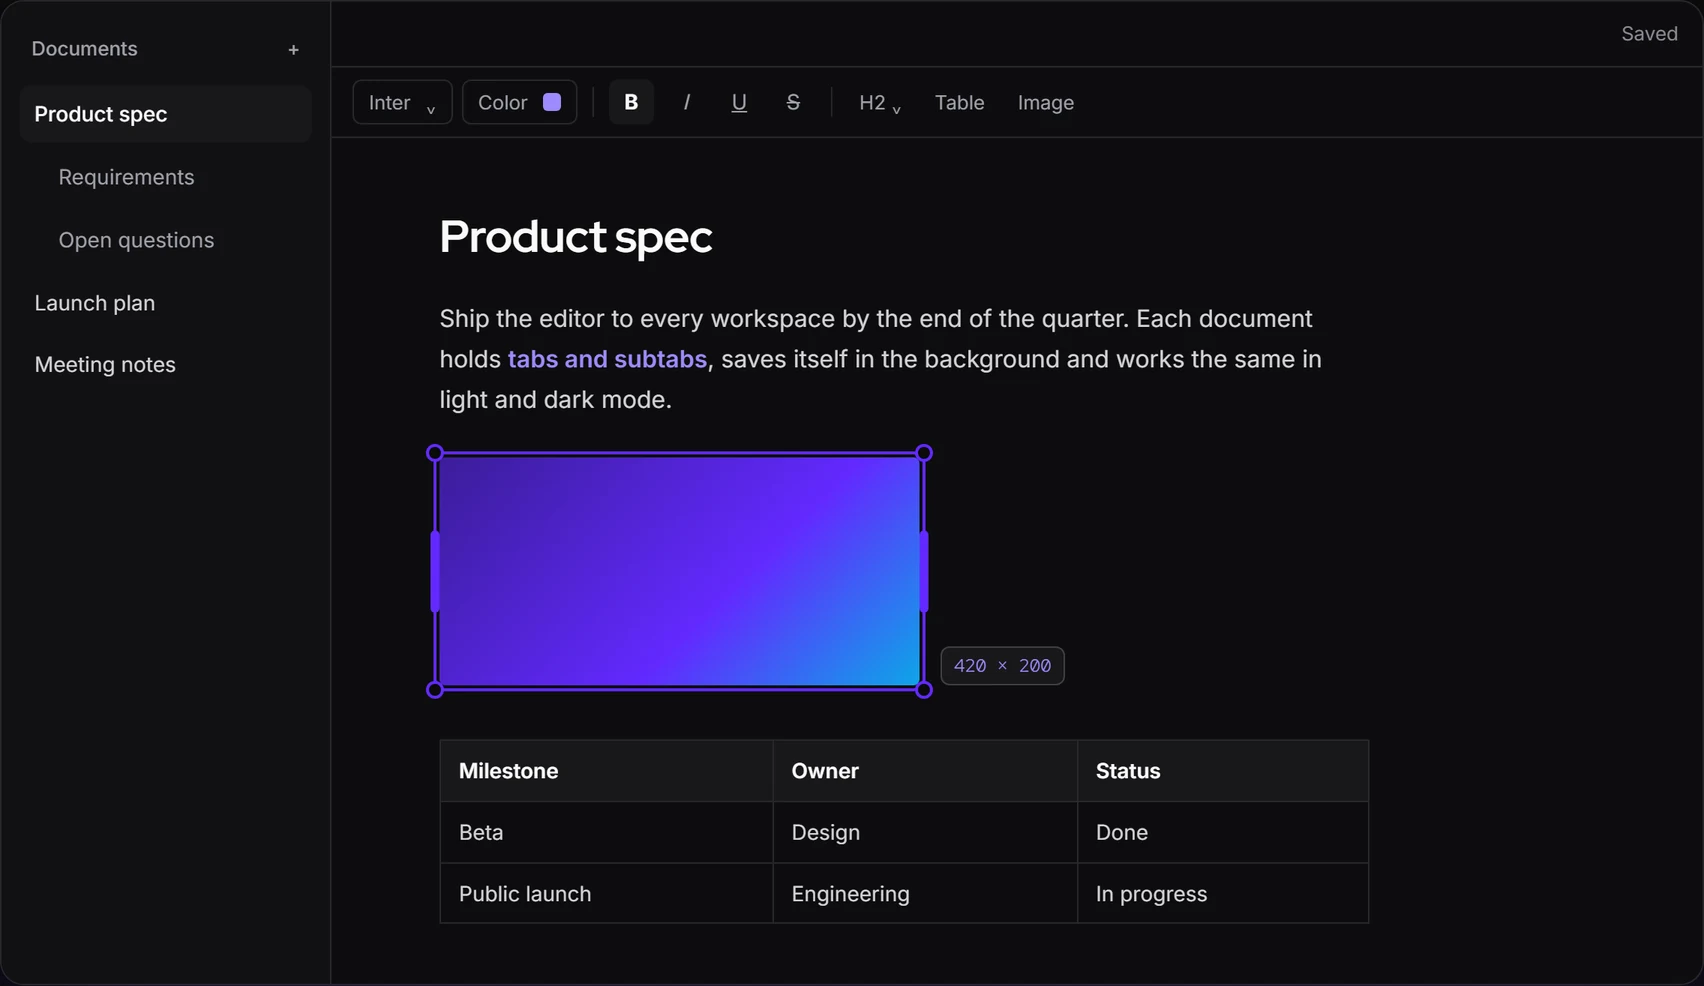 Documents +
Product spec
Requirements
Open questions
Launch plan
Meeting notes
Saved
Inter Color B I U S H2 Table Image
Product spec
Ship the editor to every workspace by the end of the quarter. Each document
holds tabs and subtabs, saves itself in the background and works the same in
light and dark mode.
420 × 200
Milestone Owner Status
Beta Design Done
Public launch Engineering In progress